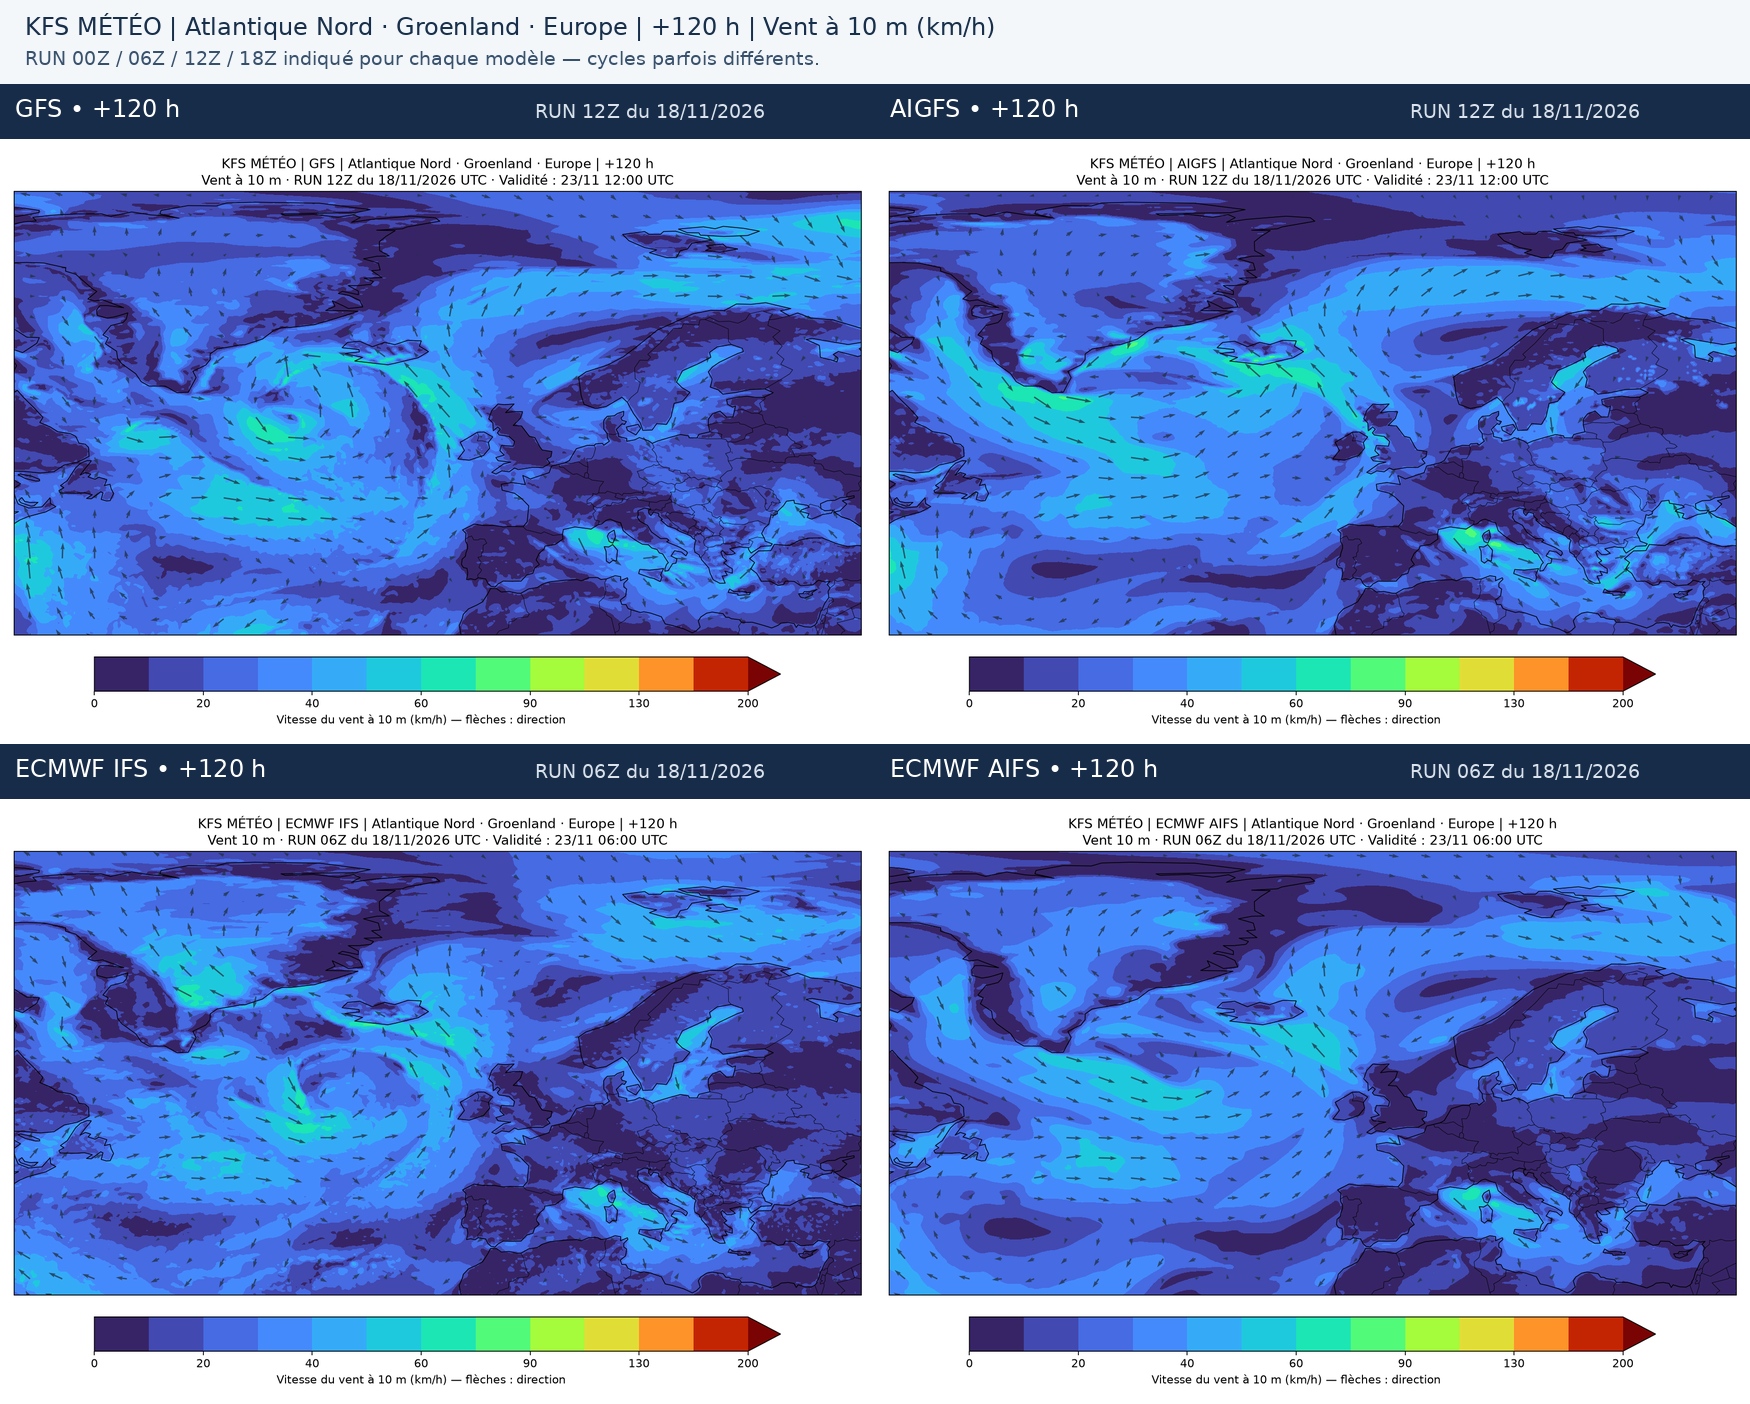 KFS MÉTÉO | Atlantique Nord · Groenland · Europe | +120 h | Vent à 10 m (km/h)
RUN 00Z / 06Z / 12Z / 18Z indiqué pour chaque modèle — cycles parfois différents.
GFS • +120 h
RUN 12Z du 18/11/2026
KFS MÉTÉO | GFS | Atlantique Nord · Groenland · Europe | +120 h
Vent à 10 m · RUN 12Z du 18/11/2026 UTC · Validité : 23/11 12:00 UTC
0 20 40 60 90 130 200
Vitesse du vent à 10 m (km/h) — flèches : direction
AIGFS • +120 h
RUN 12Z du 18/11/2026
KFS MÉTÉO | AIGFS | Atlantique Nord · Groenland · Europe | +120 h
Vent à 10 m · RUN 12Z du 18/11/2026 UTC · Validité : 23/11 12:00 UTC
0 20 40 60 90 130 200
Vitesse du vent à 10 m (km/h) — flèches : direction
ECMWF IFS • +120 h
RUN 06Z du 18/11/2026
KFS MÉTÉO | ECMWF IFS | Atlantique Nord · Groenland · Europe | +120 h
Vent 10 m · RUN 06Z du 18/11/2026 UTC · Validité : 23/11 06:00 UTC
0 20 40 60 90 130 200
Vitesse du vent à 10 m (km/h) — flèches : direction
ECMWF AIFS • +120 h
RUN 06Z du 18/11/2026
KFS MÉTÉO | ECMWF AIFS | Atlantique Nord · Groenland · Europe | +120 h
Vent 10 m · RUN 06Z du 18/11/2026 UTC · Validité : 23/11 06:00 UTC
0 20 40 60 90 130 200
Vitesse du vent à 10 m (km/h) — flèches : direction